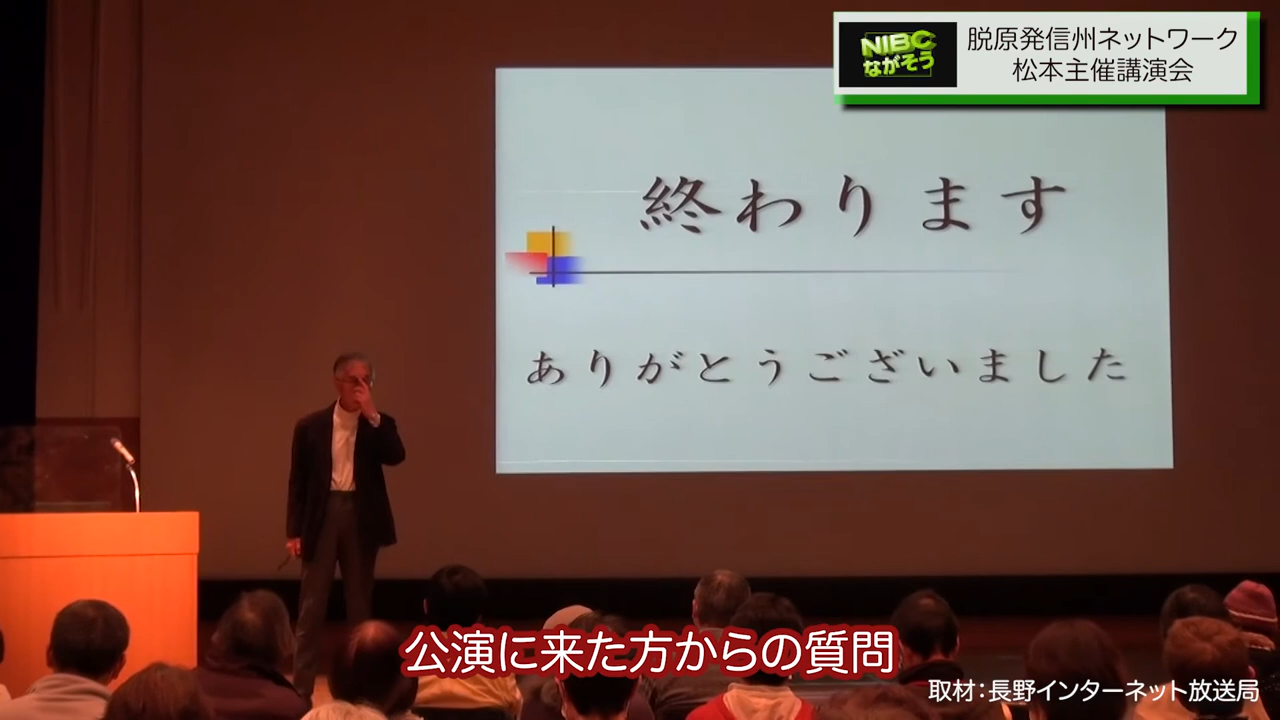 NIBC
ながそう
脱原発信州ネットワーク
松本主催講演会
終わります
ありがとうございました
公演に来た方からの質問
取材：長野インターネット放送局